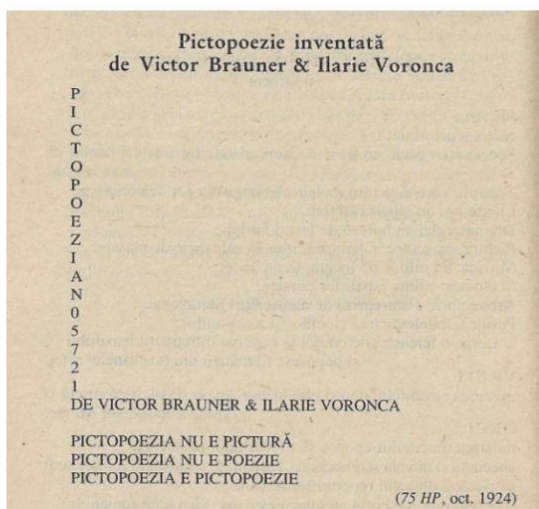 Pictopoezie inventată
de Victor Brauner & Ilarie Voronca
P
I
C
T
O
P
O
E
Z
I
A
N
0
5
7
2
1
DE VICTOR BRAUNER & ILARIE VORONCA
PICTOPOEZIA NU E PICTURĂ
PICTOPOEZIA NU E POEZIE
PICTOPOEZIA E PICTOPOEZIE
(75 HP, oct. 1924)